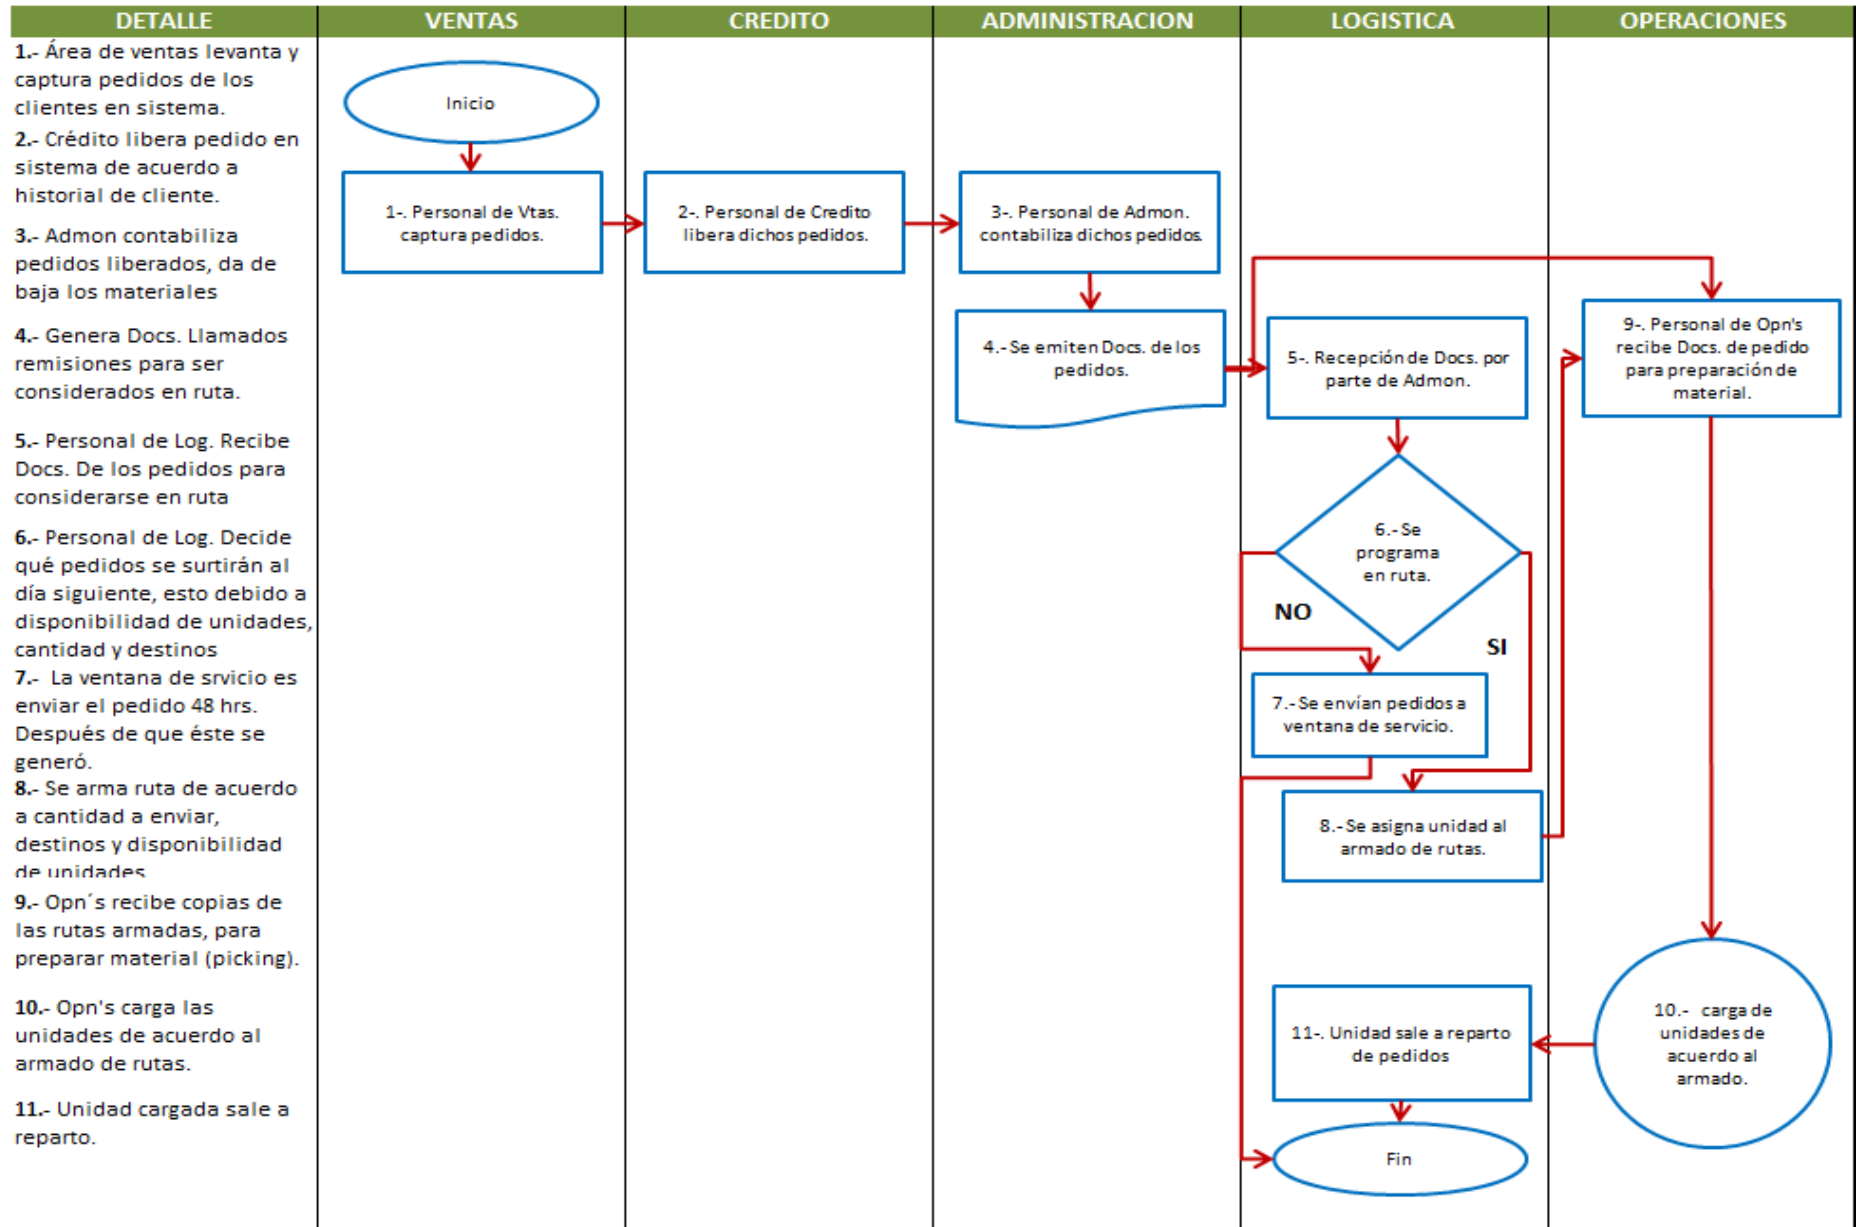 DETALLE
VENTAS
CREDITO
ADMINISTRACION
LOGISTICA
OPERACIONES
1.- Área de ventas levanta y
captura pedidos de los
clientes en sistema.
2.- Crédito libera pedido en
sistema de acuerdo a
historial de cliente.
3.- Admon contabiliza
pedidos liberados, da de
baja los materiales
4.- Genera Docs. Llamados
remisiones para ser
considerados en ruta.
5.- Personal de Log. Recibe
Docs. De los pedidos para
considerarse en ruta
6.- Personal de Log. Decide
qué pedidos se surtirán al
día siguiente, esto debido a
disponibilidad de unidades,
cantidad y destinos
7.- La ventana de srvicio es
enviar el pedido 48 hrs.
Después de que éste se
generó.
8.- Se arma ruta de acuerdo
a cantidad a enviar,
destinos y disponibilidad
de unidades
9.- Opn´s recibe copias de
las rutas armadas, para
preparar material (picking).
10.- Opn's carga las
unidades de acuerdo al
armado de rutas.
11.- Unidad cargada sale a
reparto.
Inicio
1-. Personal de Vtas.
captura pedidos.
2-. Personal de Credito
libera dichos pedidos.
3-. Personal de Admon.
contabiliza dichos pedidos.
4.- Se emiten Docs. de los
pedidos.
5-. Recepción de Docs. por
parte de Admon.
6.- Se
programa
en ruta.
NO
SI
7.- Se envían pedidos a
ventana de servicio.
8.- Se asigna unidad al
armado de rutas.
9-. Personal de Opn's
recibe Docs. de pedido
para preparación de
material.
10.- carga de
unidades de
acuerdo al
armado.
11-. Unidad sale a reparto
de pedidos
Fin